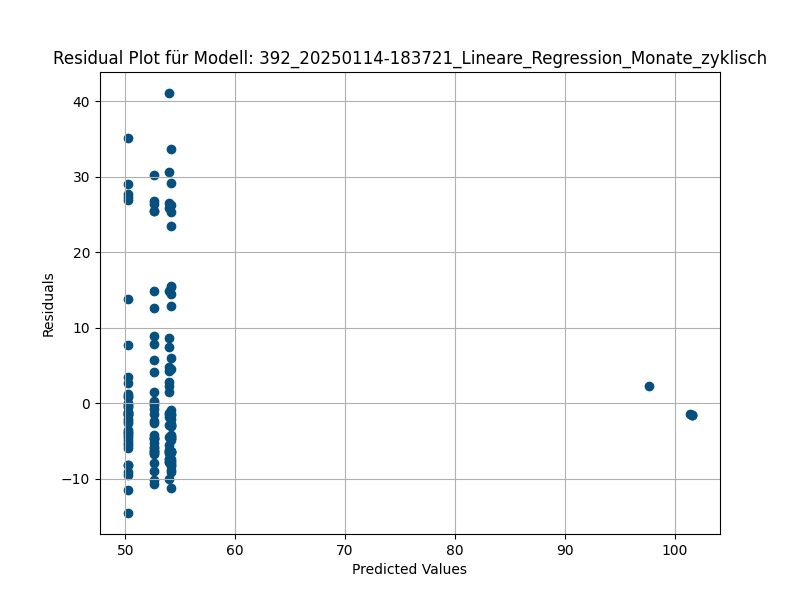 Residual Plot für Modell: 392_20250114-183721_Lineare_Regression_Monate_zyklisch
Residuals
40
30
20
10
0
−10
50 60 70 80 90 100
Predicted Values